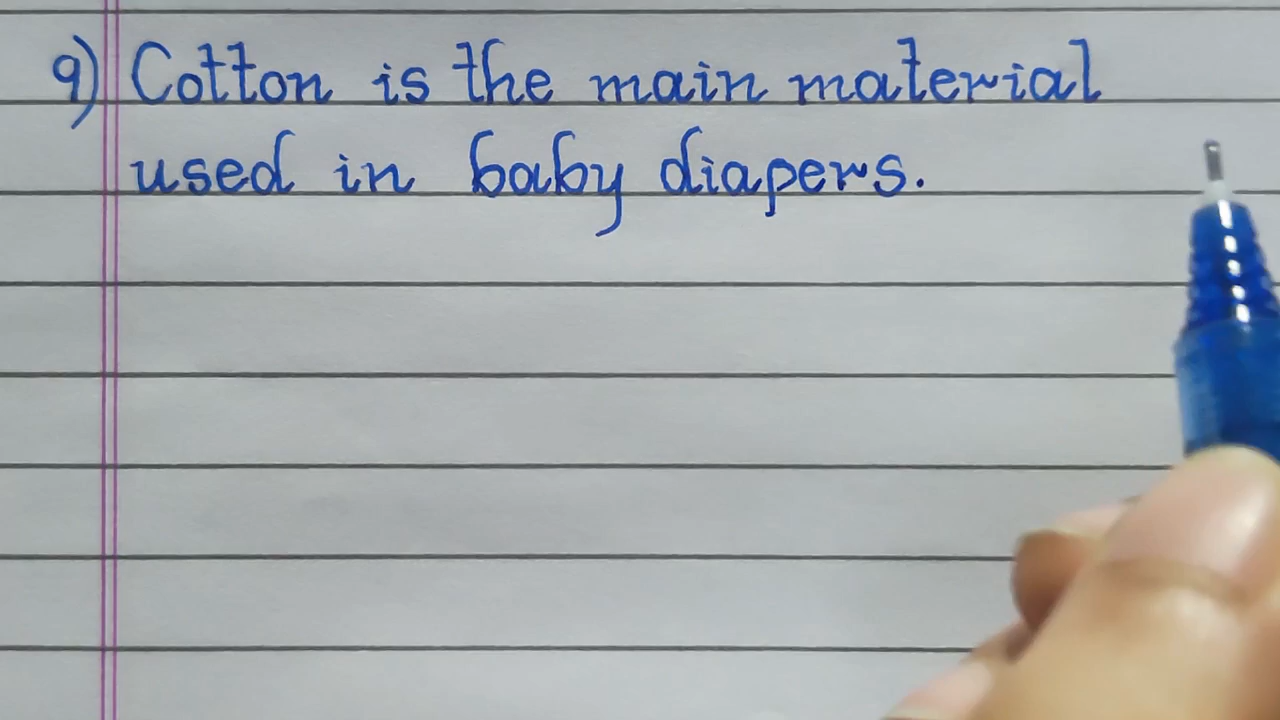 9) Cotton is the main material
used in baby diapers.